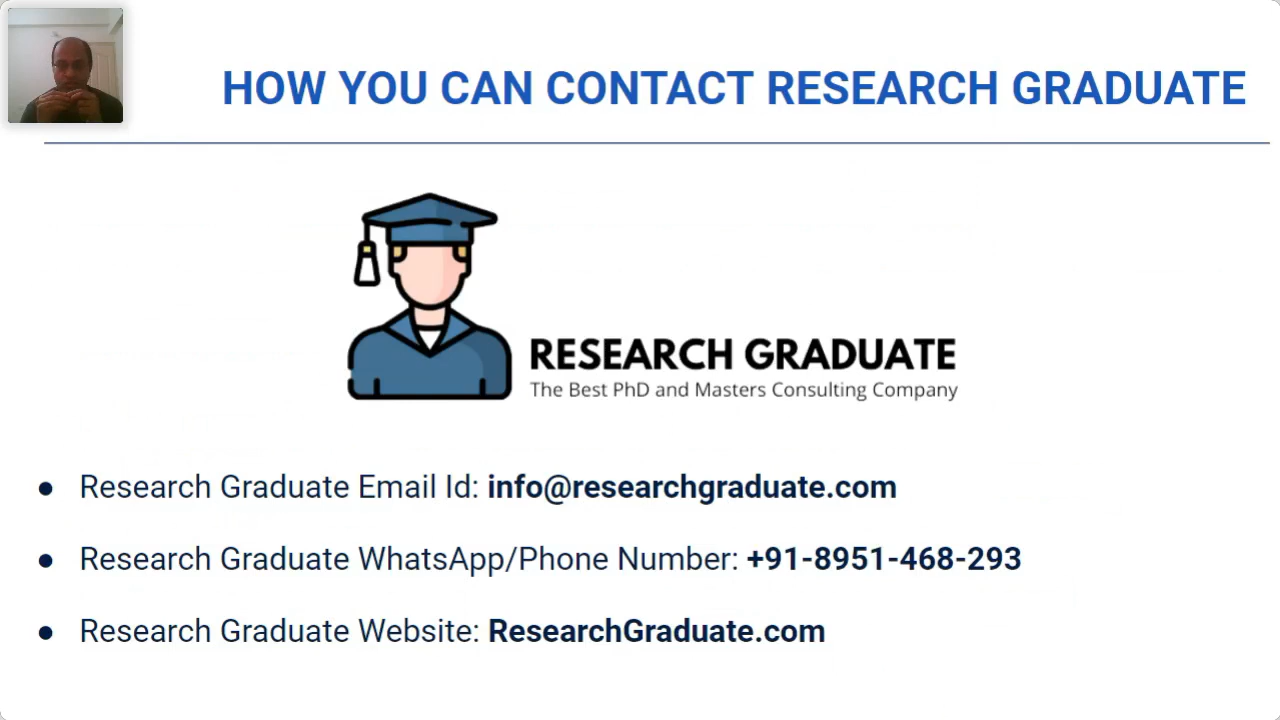 HOW YOU CAN CONTACT RESEARCH GRADUATE
RESEARCH GRADUATE
The Best PhD and Masters Consulting Company
● Research Graduate Email Id: info@researchgraduate.com
● Research Graduate WhatsApp/Phone Number: +91-8951-468-293
● Research Graduate Website: ResearchGraduate.com